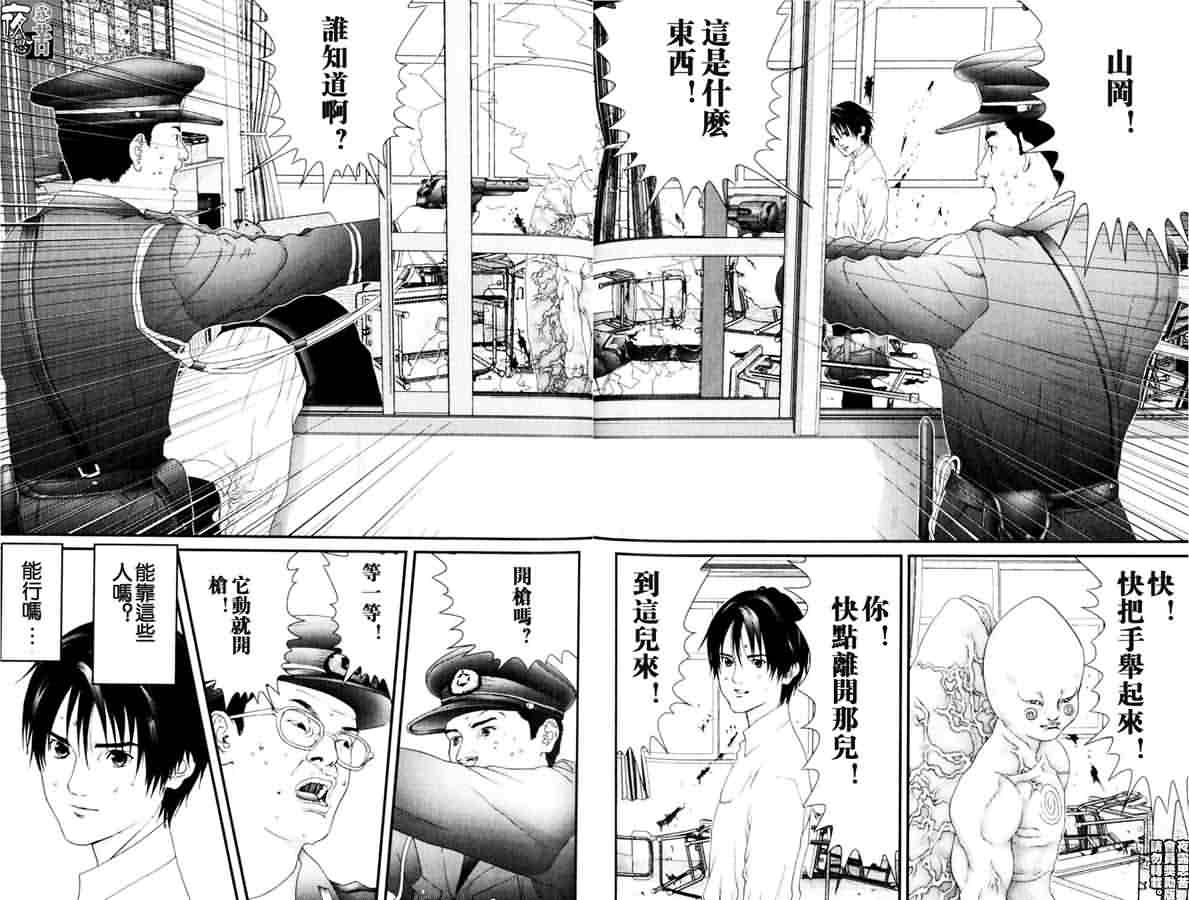 山岡！
這是什麼
東西！
誰知道啊？
快！
快把手舉起來！
你！
快點離開那兒！
到這兒來！
開槍嗎？
等一等！
它動就開
槍！
能靠這些
人嗎？
能行嗎…